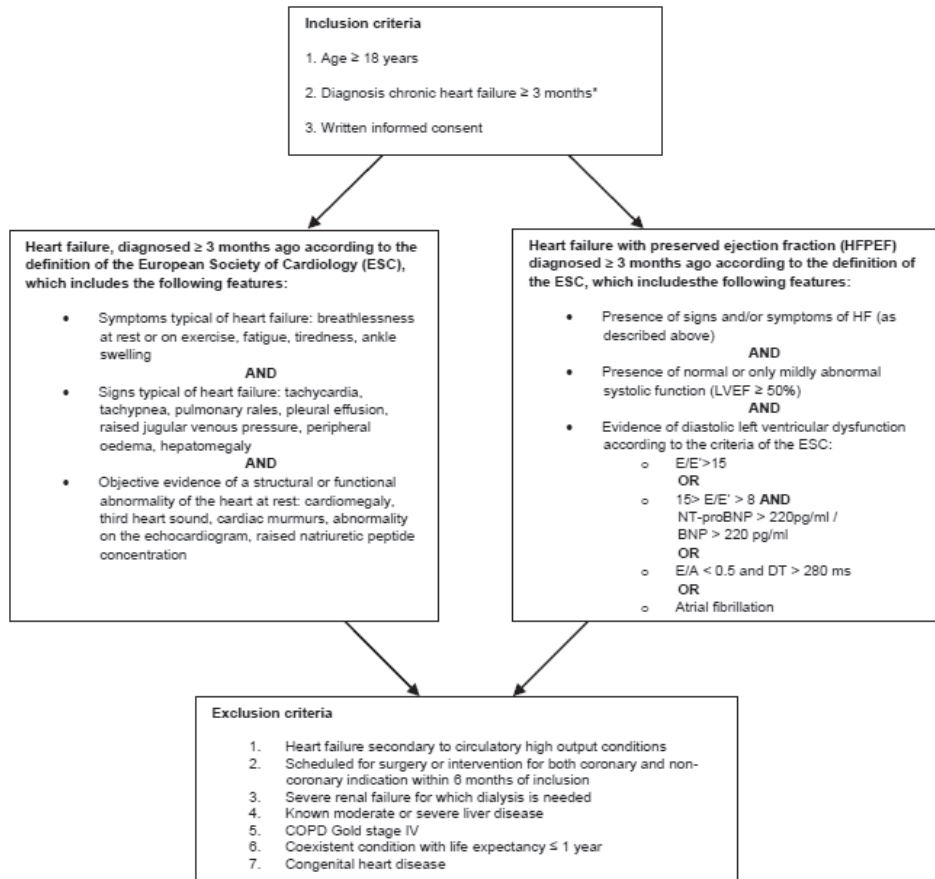 Inclusion criteria
1. Age ≥ 18 years
2. Diagnosis chronic heart failure ≥ 3 months*
3. Written informed consent
Heart failure, diagnosed ≥ 3 months ago according to the
definition of the European Society of Cardiology (ESC),
which includes the following features:
• Symptoms typical of heart failure: breathlessness
at rest or on exercise, fatigue, tiredness, ankle
swelling
AND
• Signs typical of heart failure: tachycardia,
tachypnea, pulmonary rales, pleural effusion,
raised jugular venous pressure, peripheral
oedema, hepatomegaly
AND
• Objective evidence of a structural or functional
abnormality of the heart at rest: cardiomegaly,
third heart sound, cardiac murmurs, abnormality
on the echocardiogram, raised natriuretic peptide
concentration
Heart failure with preserved ejection fraction (HFPEF)
diagnosed ≥ 3 months ago according to the definition of
the ESC, which includesthe following features:
• Presence of signs and/or symptoms of HF (as
described above)
AND
• Presence of normal or only mildly abnormal
systolic function (LVEF ≥ 50%)
AND
• Evidence of diastolic left ventricular dysfunction
according to the criteria of the ESC:
o E/E'>15
OR
o 15> E/E' > 8 AND
NT-proBNP > 220pg/ml /
BNP > 220 pg/ml
OR
o E/A < 0.5 and DT > 280 ms
OR
o Atrial fibrillation
Exclusion criteria
1. Heart failure secondary to circulatory high output conditions
2. Scheduled for surgery or intervention for both coronary and non-
coronary indication within 6 months of inclusion
3. Severe renal failure for which dialysis is needed
4. Known moderate or severe liver disease
5. COPD Gold stage IV
6. Coexistent condition with life expectancy ≤ 1 year
7. Congenital heart disease